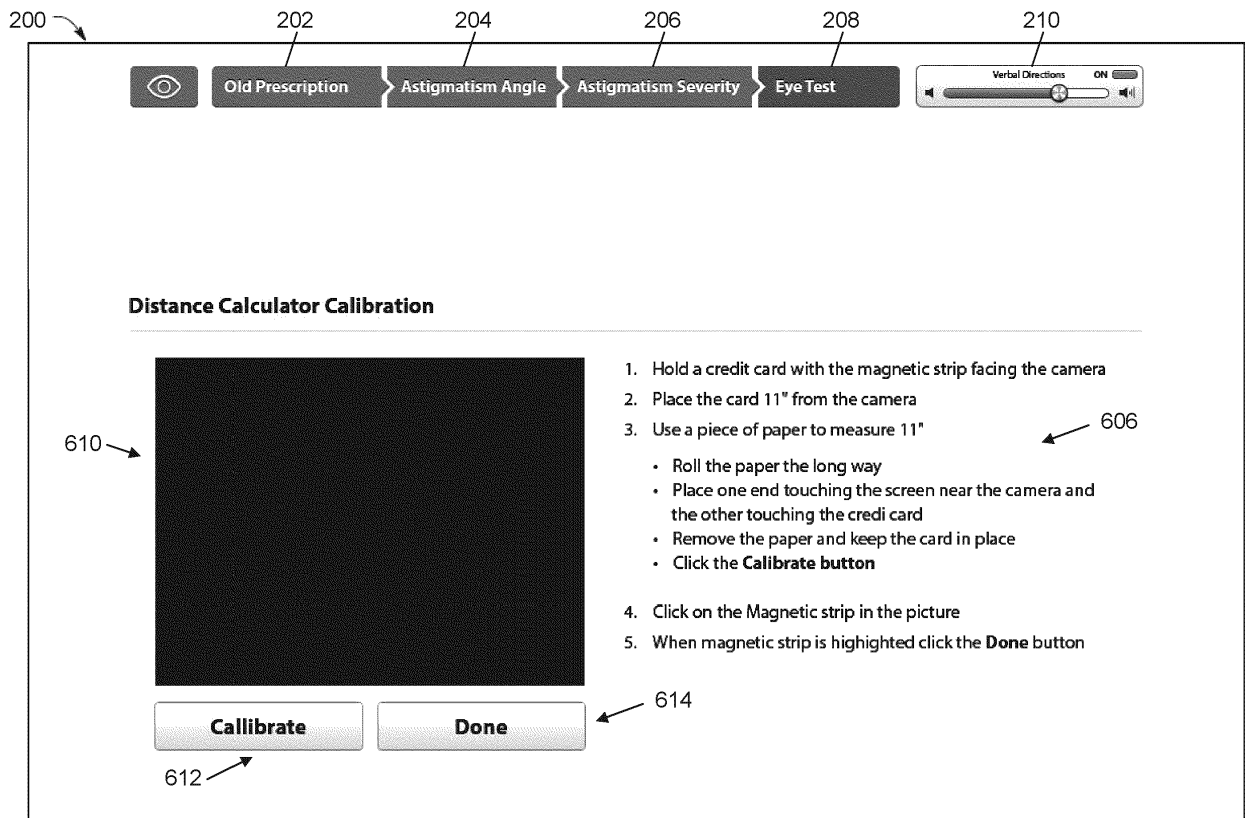 200 202 204 206 208 210
Old Prescription Astigmatism Angle Astigmatism Severity Eye Test
Verbal Directions ON
Distance Calculator Calibration
610
1. Hold a credit card with the magnetic strip facing the camera
2. Place the card 11" from the camera
3. Use a piece of paper to measure 11"
606
• Roll the paper the long way
• Place one end touching the screen near the camera and
the other touching the credi card
• Remove the paper and keep the card in place
• Click the Calibrate button
4. Click on the Magnetic strip in the picture
5. When magnetic strip is highighted click the Done button
Callibrate Done
614
612